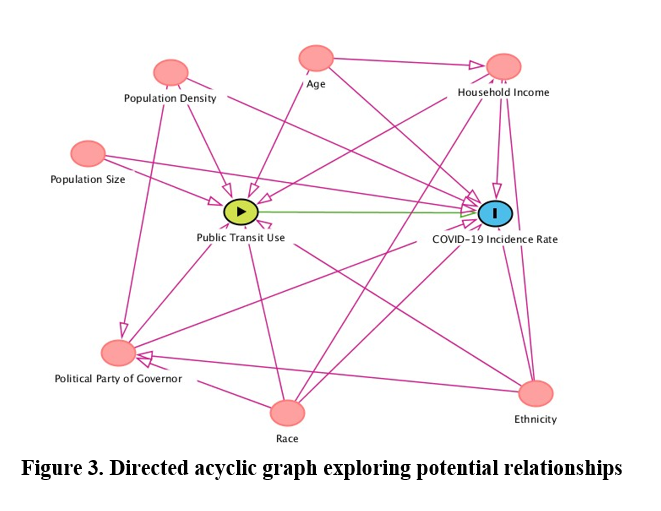 Age
Household Income
Population Density
Population Size
Public Transit Use
COVID-19 Incidence Rate
Political Party of Governor
Ethnicity
Race
Figure 3. Directed acyclic graph exploring potential relationships